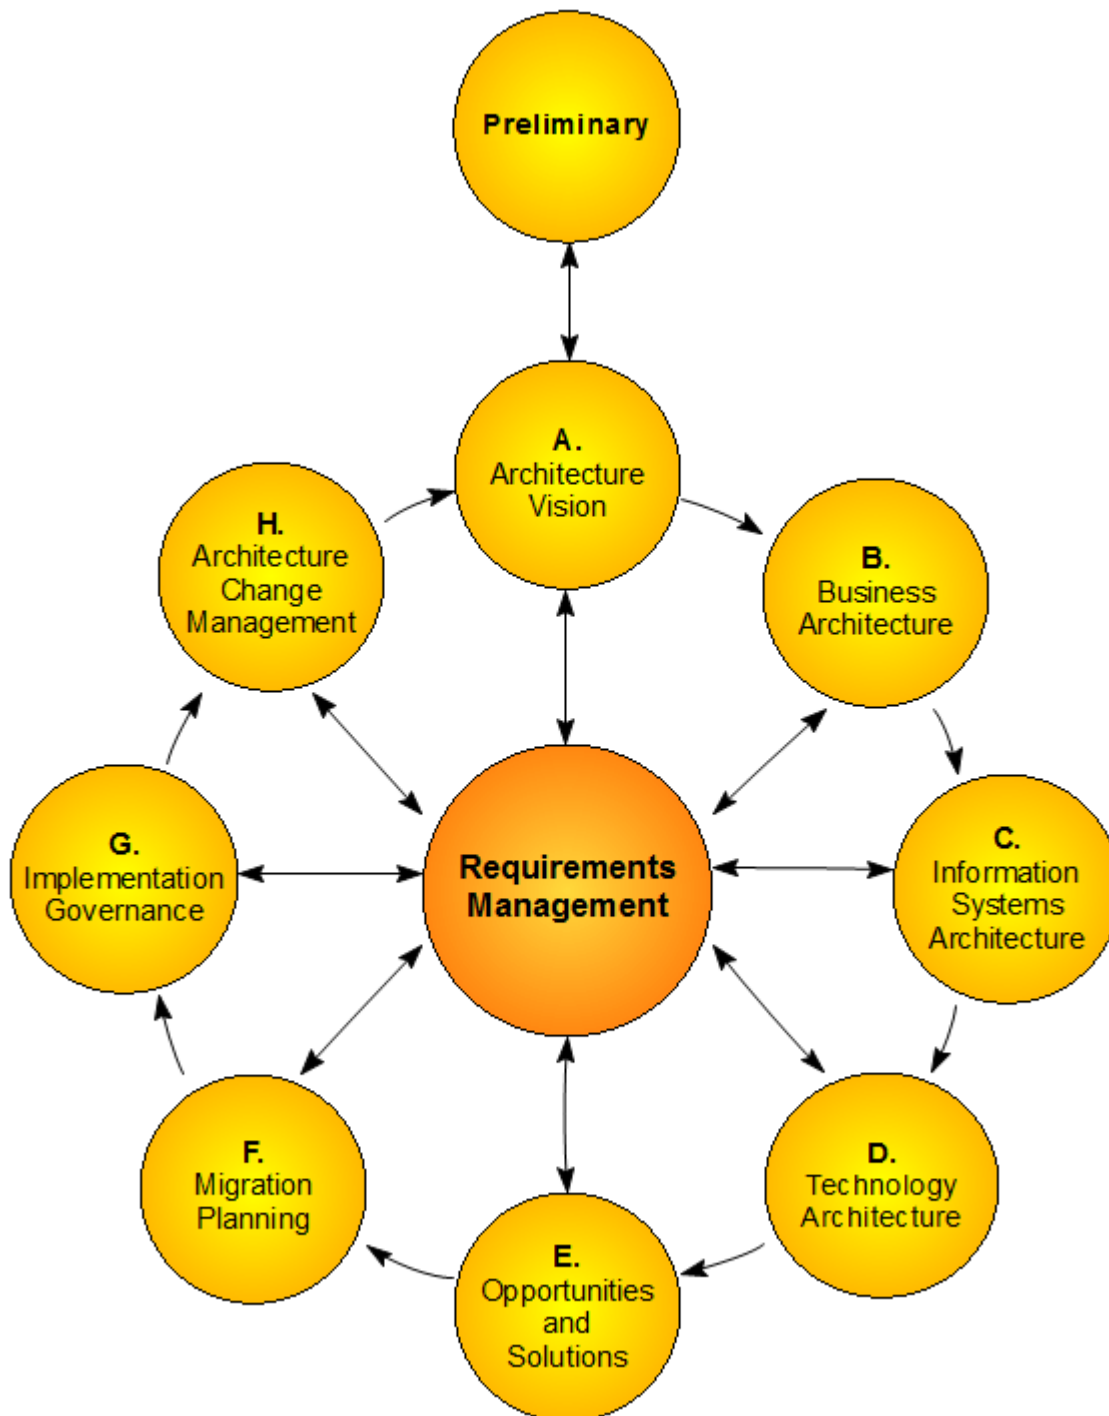 Preliminary
A.
Architecture
Vision
B.
Business
Architecture
C.
Information
Systems
Architecture
D.
Technology
Architecture
E.
Opportunities
and
Solutions
F.
Migration
Planning
G.
Implementation
Governance
H.
Architecture
Change
Management
Requirements
Management